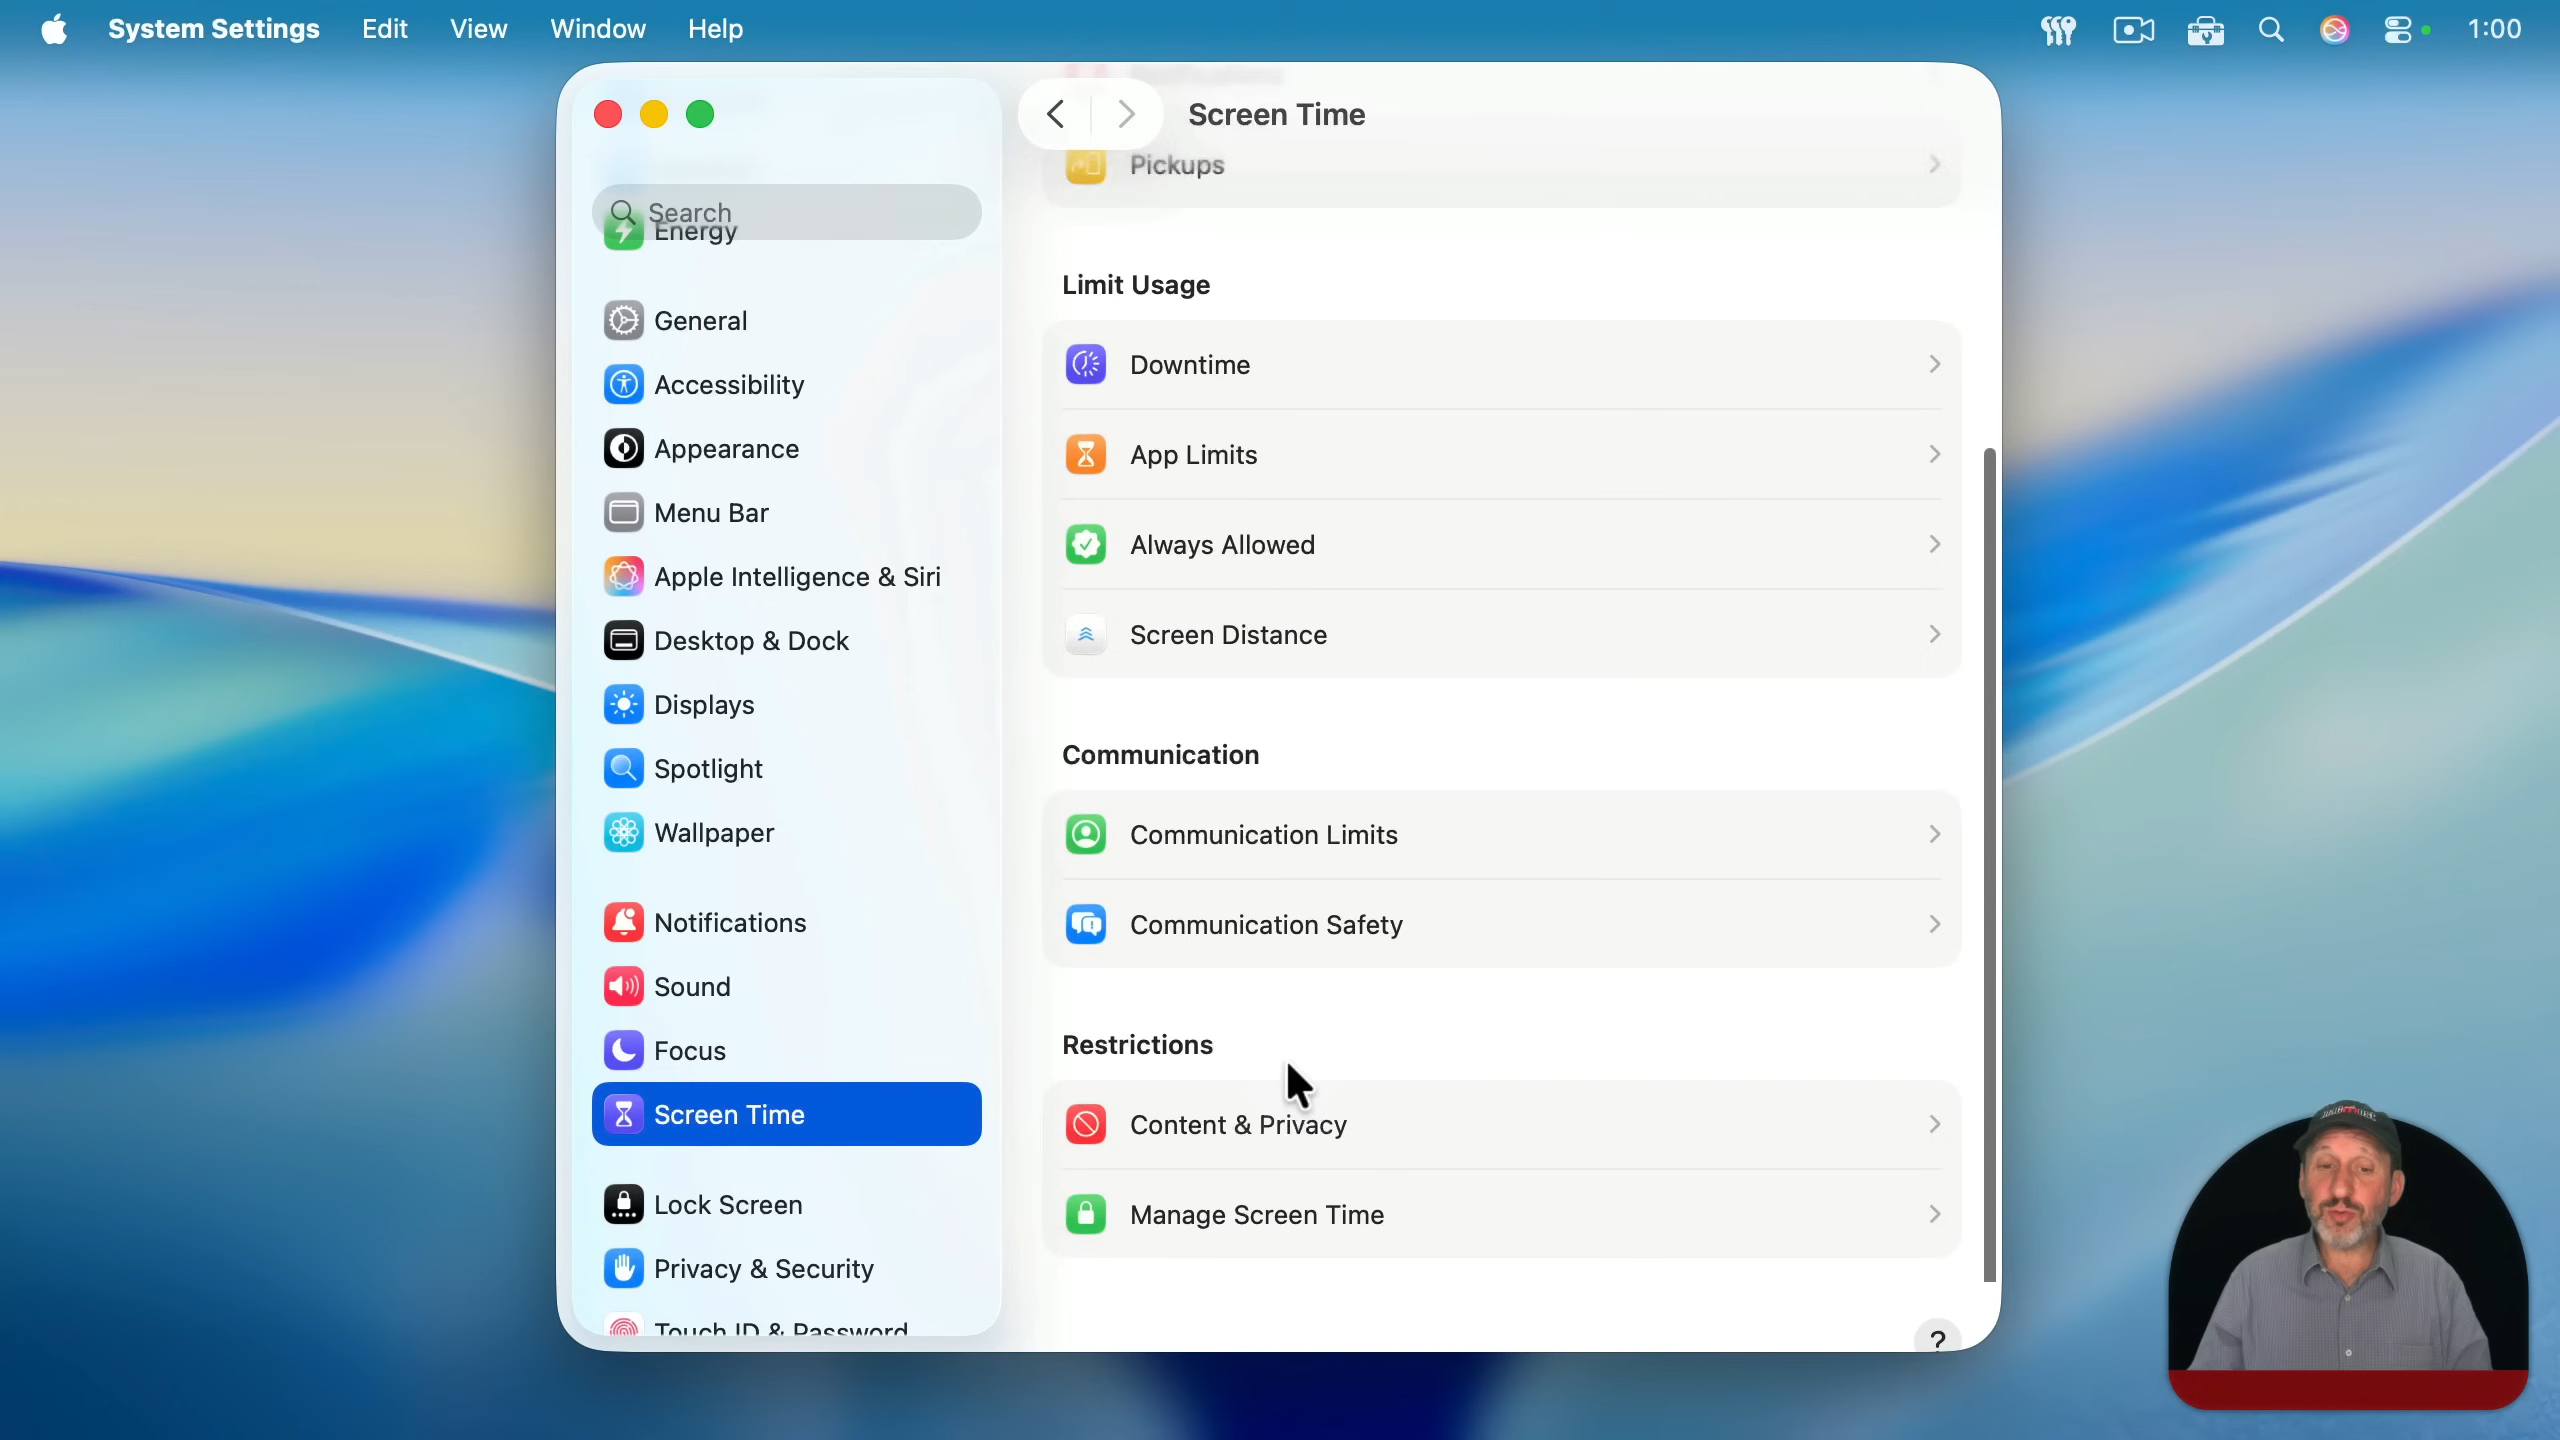 System Settings Edit View Window Help 1:00
Screen Time
Pickups
Search
Energy
General
Accessibility
Appearance
Menu Bar
Apple Intelligence & Siri
Desktop & Dock
Displays
Spotlight
Wallpaper
Notifications
Sound
Focus
Screen Time
Lock Screen
Privacy & Security
Touch ID & Password
Limit Usage
Downtime
App Limits
Always Allowed
Screen Distance
Communication
Communication Limits
Communication Safety
Restrictions
Content & Privacy
Manage Screen Time
?